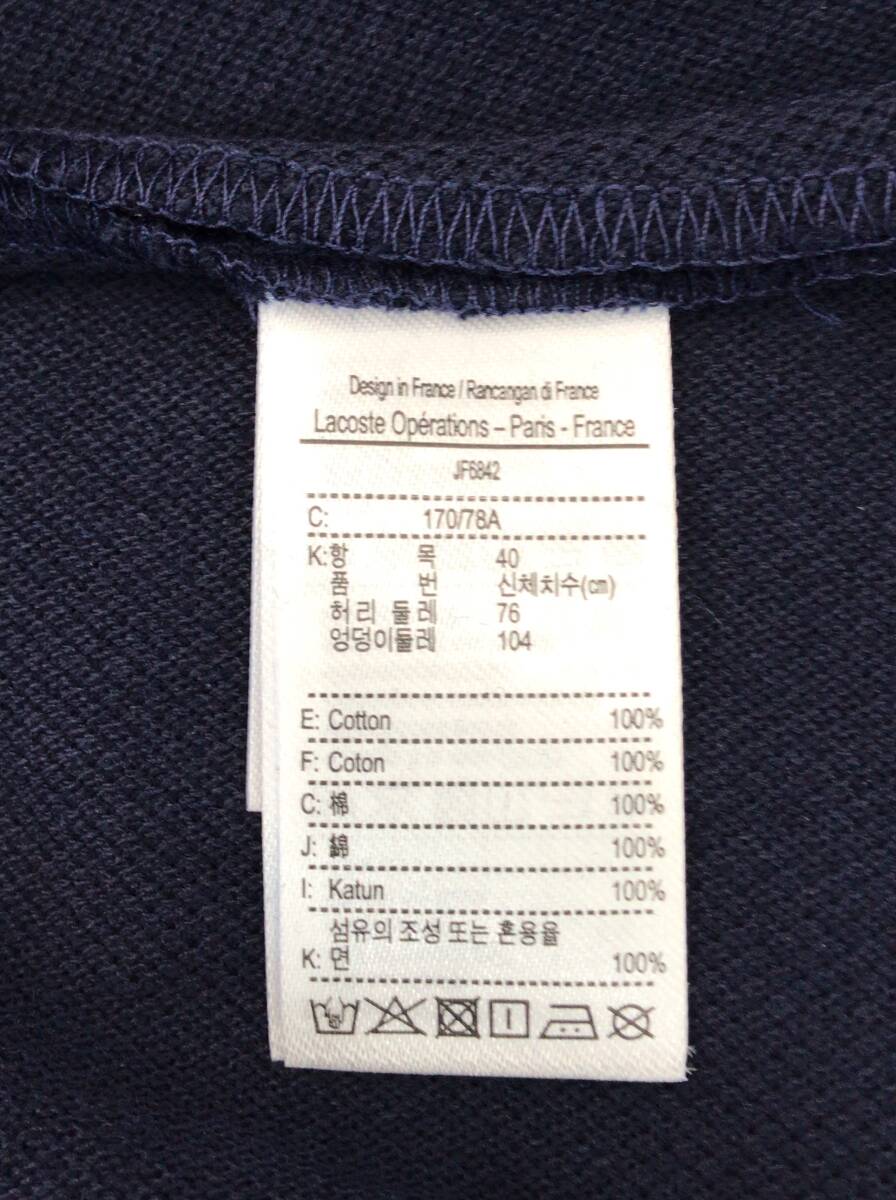 Design in France / Rancangan di France
Lacoste Opérations – Paris - France
JF6842
C: 170/78A
K: 항 목 40
품 번 신체치수(㎝)
허리 둘레 76
엉덩이둘레 104
E: Cotton 100%
F: Coton 100%
C: 棉 100%
J: 綿 100%
I: Katun 100%
섬유의 조성 또는 혼용율
K: 면 100%